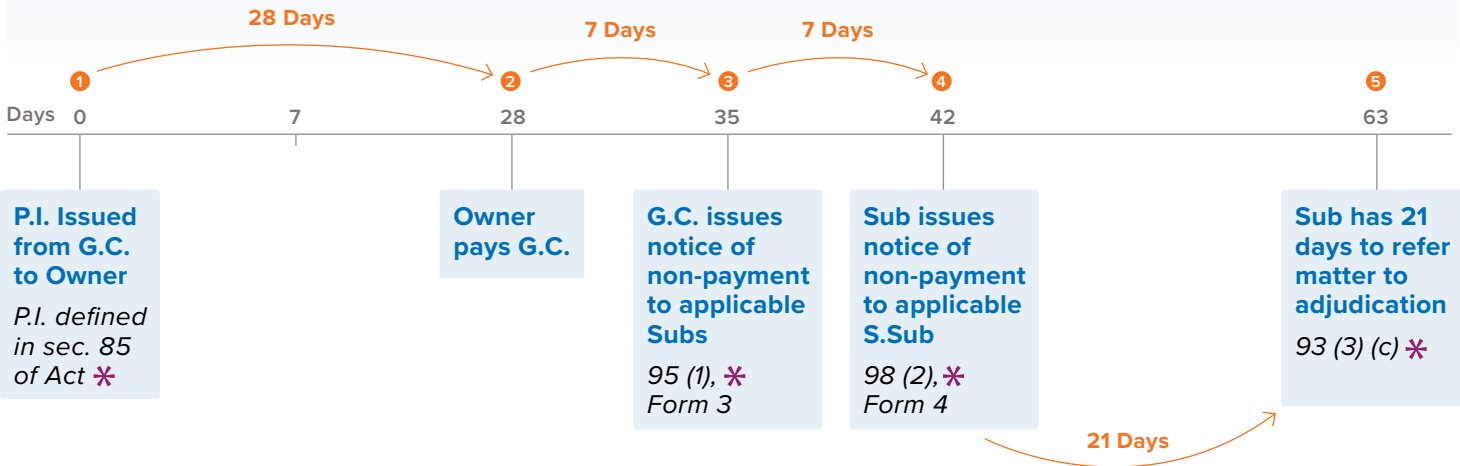 28 Days
7 Days
7 Days
1
2
3
4
5
Days 0 7 28 35 42 63
P.I. Issued
from G.C.
to Owner
P.I. defined
in sec. 85
of Act *
Owner
pays G.C.
G.C. issues
notice of
non-payment
to applicable
Subs
95 (1), *
Form 3
Sub issues
notice of
non-payment
to applicable
S.Sub
98 (2), *
Form 4
Sub has 21
days to refer
matter to
adjudication
93 (3) (c) *
21 Days